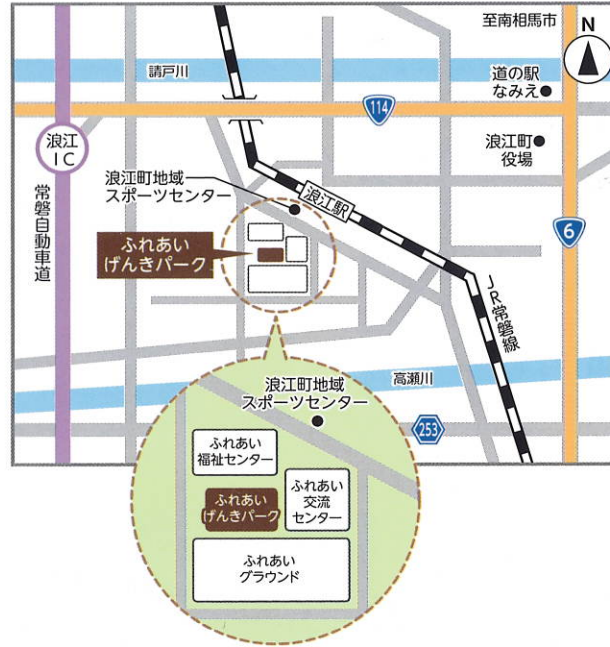 至南相馬市
N
請戸川
道の駅
なみえ
114
浪江
IC
浪江町
役場
浪江町地域
スポーツセンター
浪江駅
常磐自動車道
ふれあい
げんきパーク
6
JR常磐線
高瀬川
浪江町地域
スポーツセンター
253
ふれあい
福祉センター
ふれあい
交流
センター
ふれあい
げんきパーク
ふれあい
グラウンド